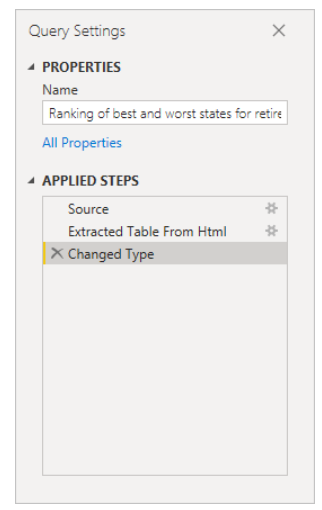 Query Settings
PROPERTIES
Name
Ranking of best and worst states for retire
All Properties
APPLIED STEPS
Source
Extracted Table From Html
Changed Type